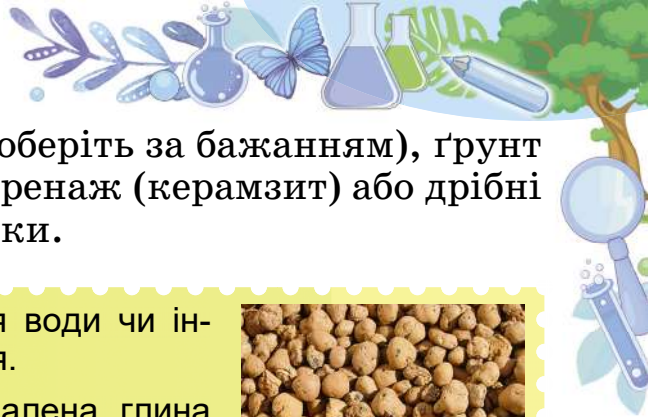 оберіть за бажанням), ґрунт
ренаж (керамзит) або дрібні
ки.
я води чи ін-
я.
алена глина